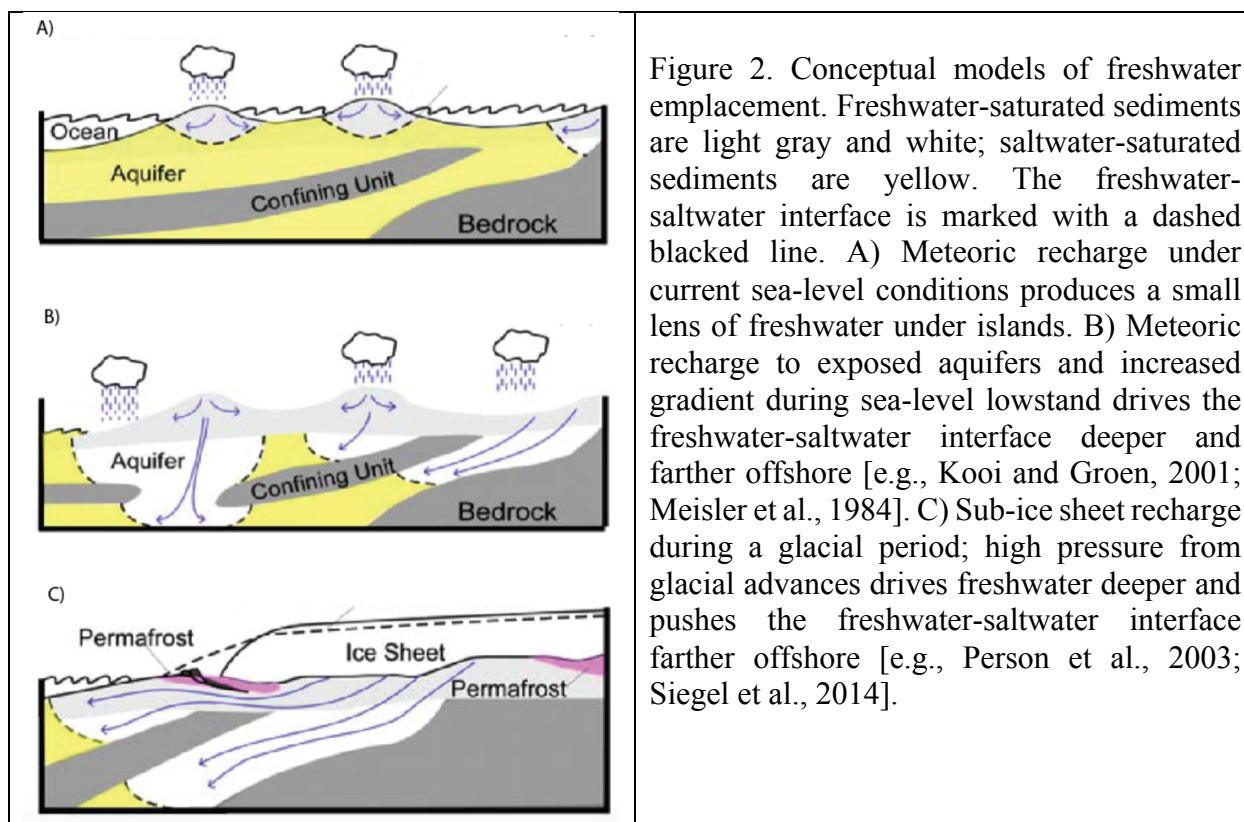 A)
Ocean
Aquifer
Confining Unit
Bedrock
B)
Aquifer
Confining Unit
Bedrock
C)
Permafrost
Ice Sheet
Permafrost
Figure 2. Conceptual models of freshwater
emplacement. Freshwater-saturated sediments
are light gray and white; saltwater-saturated
sediments are yellow. The freshwater-
saltwater interface is marked with a dashed
blacked line. A) Meteoric recharge under
current sea-level conditions produces a small
lens of freshwater under islands. B) Meteoric
recharge to exposed aquifers and increased
gradient during sea-level lowstand drives the
freshwater-saltwater interface deeper and
farther offshore [e.g., Kooi and Groen, 2001;
Meisler et al., 1984]. C) Sub-ice sheet recharge
during a glacial period; high pressure from
glacial advances drives freshwater deeper and
pushes the freshwater-saltwater interface
farther offshore [e.g., Person et al., 2003;
Siegel et al., 2014].